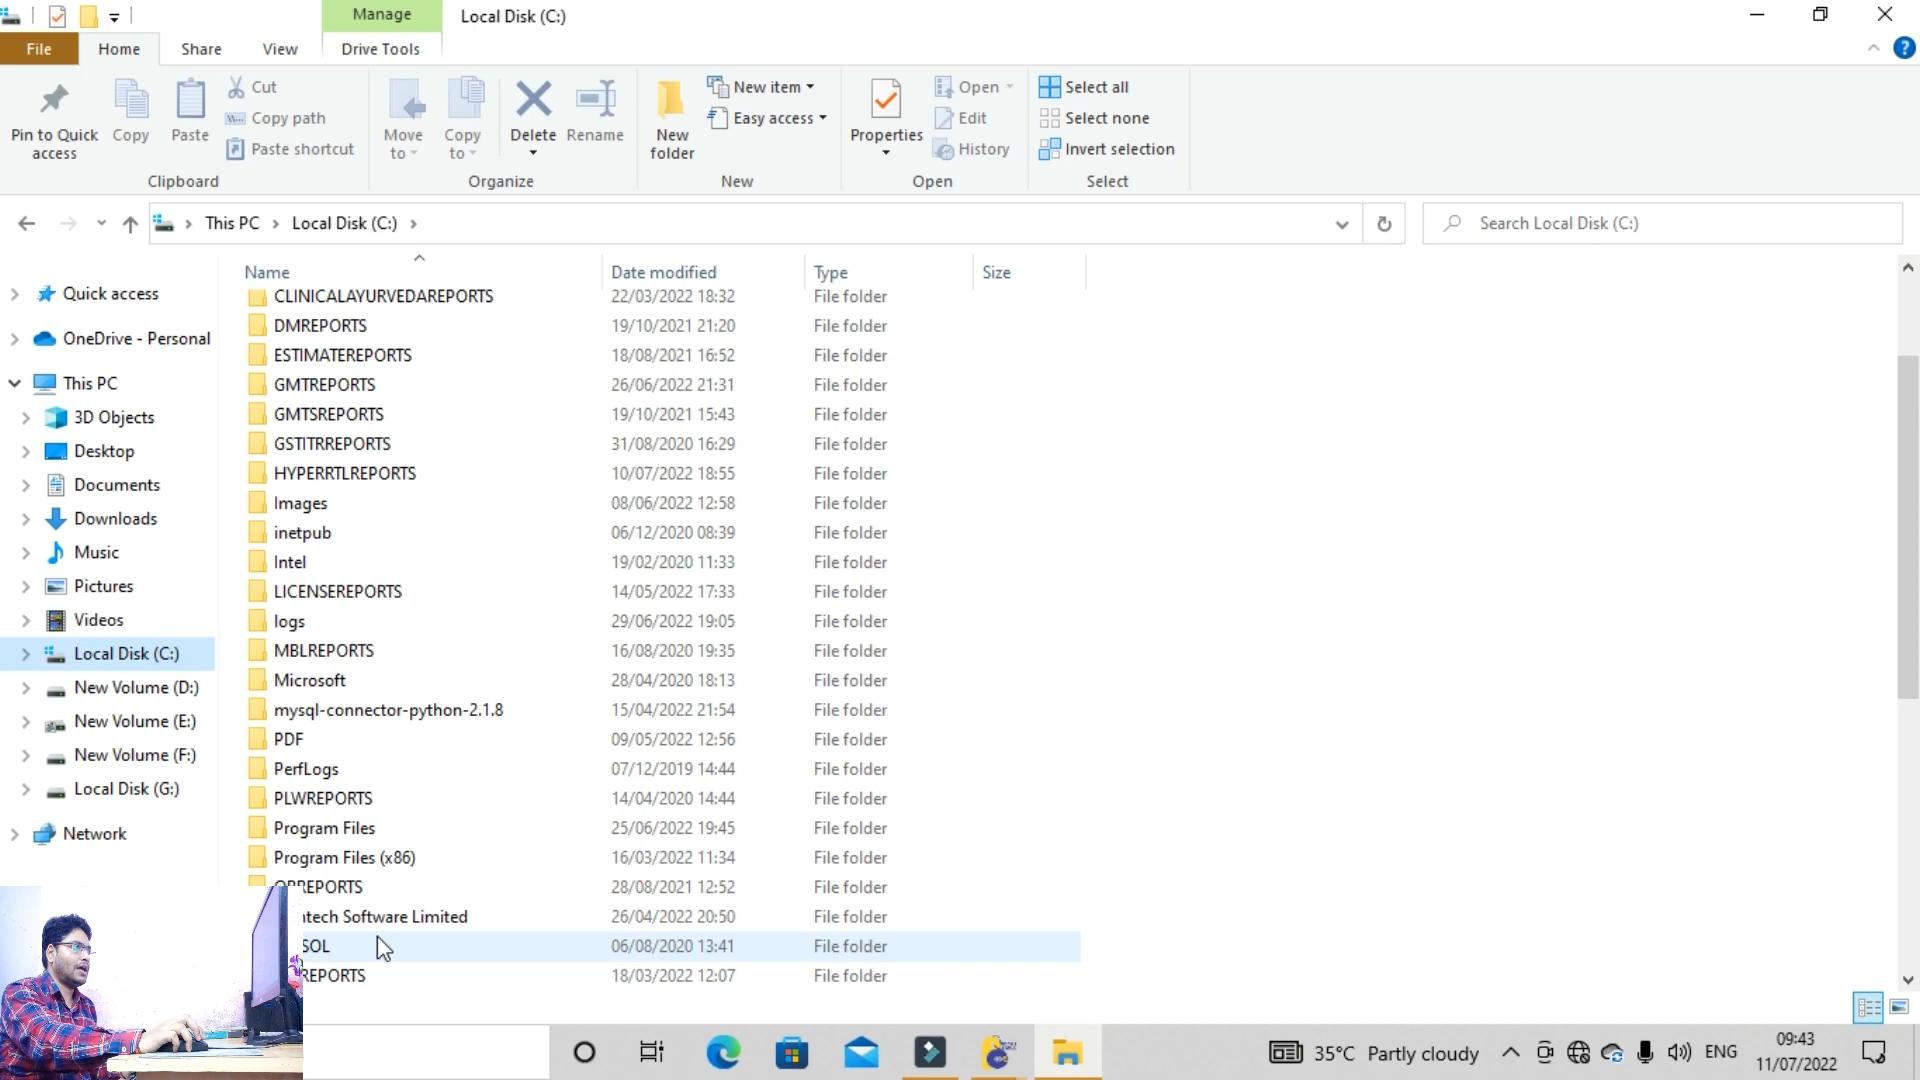 Manage
Local Disk (C:)
File
Home
Share
View
Drive Tools
Pin to Quick access
Copy
Paste
Cut
Copy path
Paste shortcut
Clipboard
Move to
Copy to
Delete
Rename
Organize
New folder
New item
Easy access
New
Properties
Open
Edit
History
Open
Select all
Select none
Invert selection
Select
This PC
Local Disk (C:)
Search Local Disk (C:)
Quick access
OneDrive - Personal
This PC
3D Objects
Desktop
Documents
Downloads
Music
Pictures
Videos
Local Disk (C:)
New Volume (D:)
New Volume (E:)
New Volume (F:)
Local Disk (G:)
Network
Name Date modified Type Size
CLINICALAYURVEDAREPORTS 22/03/2022 18:32 File folder
DMREPORTS 19/10/2021 21:20 File folder
ESTIMATEREPORTS 18/08/2021 16:52 File folder
GMTREPORTS 26/06/2022 21:31 File folder
GMTSREPORTS 19/10/2021 15:43 File folder
GSTITRREPORTS 31/08/2020 16:29 File folder
HYPERRTLREPORTS 10/07/2022 18:55 File folder
Images 08/06/2022 12:58 File folder
inetpub 06/12/2020 08:39 File folder
Intel 19/02/2020 11:33 File folder
LICENSEREPORTS 14/05/2022 17:33 File folder
logs 29/06/2022 19:05 File folder
MBLREPORTS 16/08/2020 19:35 File folder
Microsoft 28/04/2020 18:13 File folder
mysql-connector-python-2.1.8 15/04/2022 21:54 File folder
PDF 09/05/2022 12:56 File folder
PerfLogs 07/12/2019 14:44 File folder
PLWREPORTS 14/04/2020 14:44 File folder
Program Files 25/06/2022 19:45 File folder
Program Files (x86) 16/03/2022 11:34 File folder
28/08/2021 12:52 File folder
Software Limited 26/04/2022 20:50 File folder
06/08/2020 13:41 File folder
18/03/2022 12:07 File folder
35°C Partly cloudy
ENG
09:43
11/07/2022